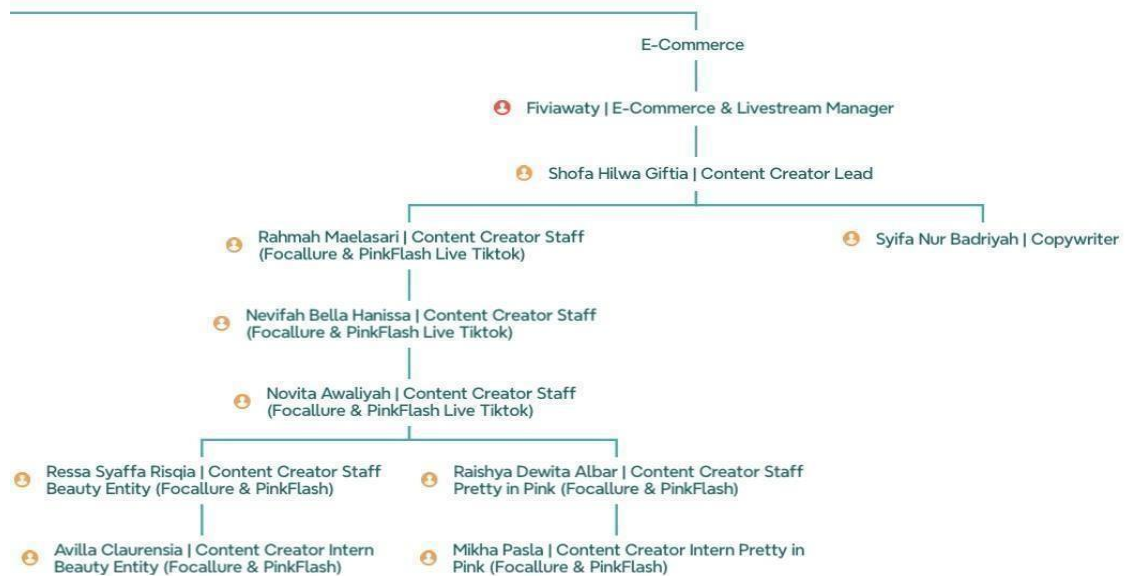 E-Commerce
Fiviawaty | E-Commerce & Livestream Manager
Shofa Hilwa Giftia | Content Creator Lead
Rahmah Maelasari | Content Creator Staff
(Focallure & PinkFlash Live Tiktok)
Syifa Nur Badriyah | Copywriter
Nevifah Bella Hanissa | Content Creator Staff
(Focallure & PinkFlash Live Tiktok)
Novita Awaliyah | Content Creator Staff
(Focallure & PinkFlash Live Tiktok)
Ressa Syaffa Risqia | Content Creator Staff
Beauty Entity (Focallure & PinkFlash)
Raishya Dewita Albar | Content Creator Staff
Pretty in Pink (Focallure & PinkFlash)
Avilla Claurensia | Content Creator Intern
Beauty Entity (Focallure & PinkFlash)
Mikha Pasla | Content Creator Intern Pretty in
Pink (Focallure & PinkFlash)